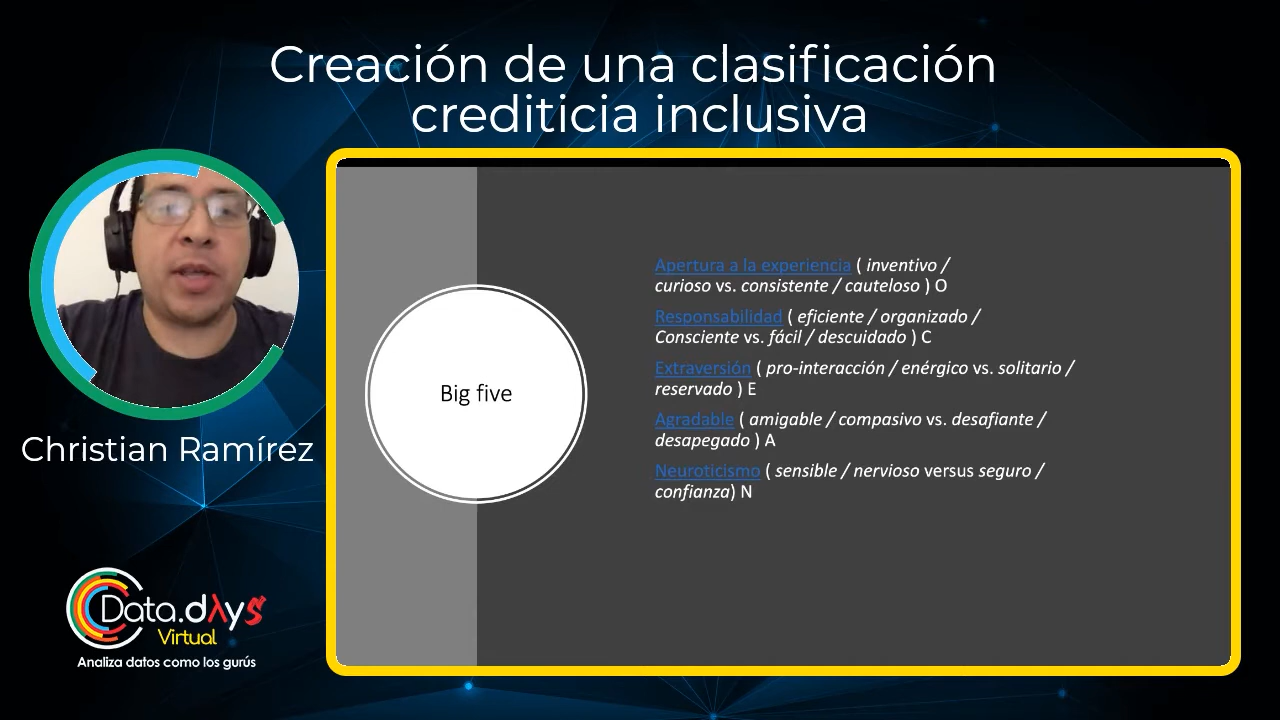 Creación de una clasificación
crediticia inclusiva
Christian Ramírez
Data.dλys
Virtual
Analiza datos como los gurús
Big five
Apertura a la experiencia ( inventivo /
curioso vs. consistente / cauteloso ) O
Responsabilidad ( eficiente / organizado /
Consciente vs. fácil / descuidado ) C
Extraversión ( pro-interacción / enérgico vs. solitario /
reservado ) E
Agradable ( amigable / compasivo vs. desafiante /
desapegado ) A
Neuroticismo ( sensible / nervioso versus seguro /
confianza) N